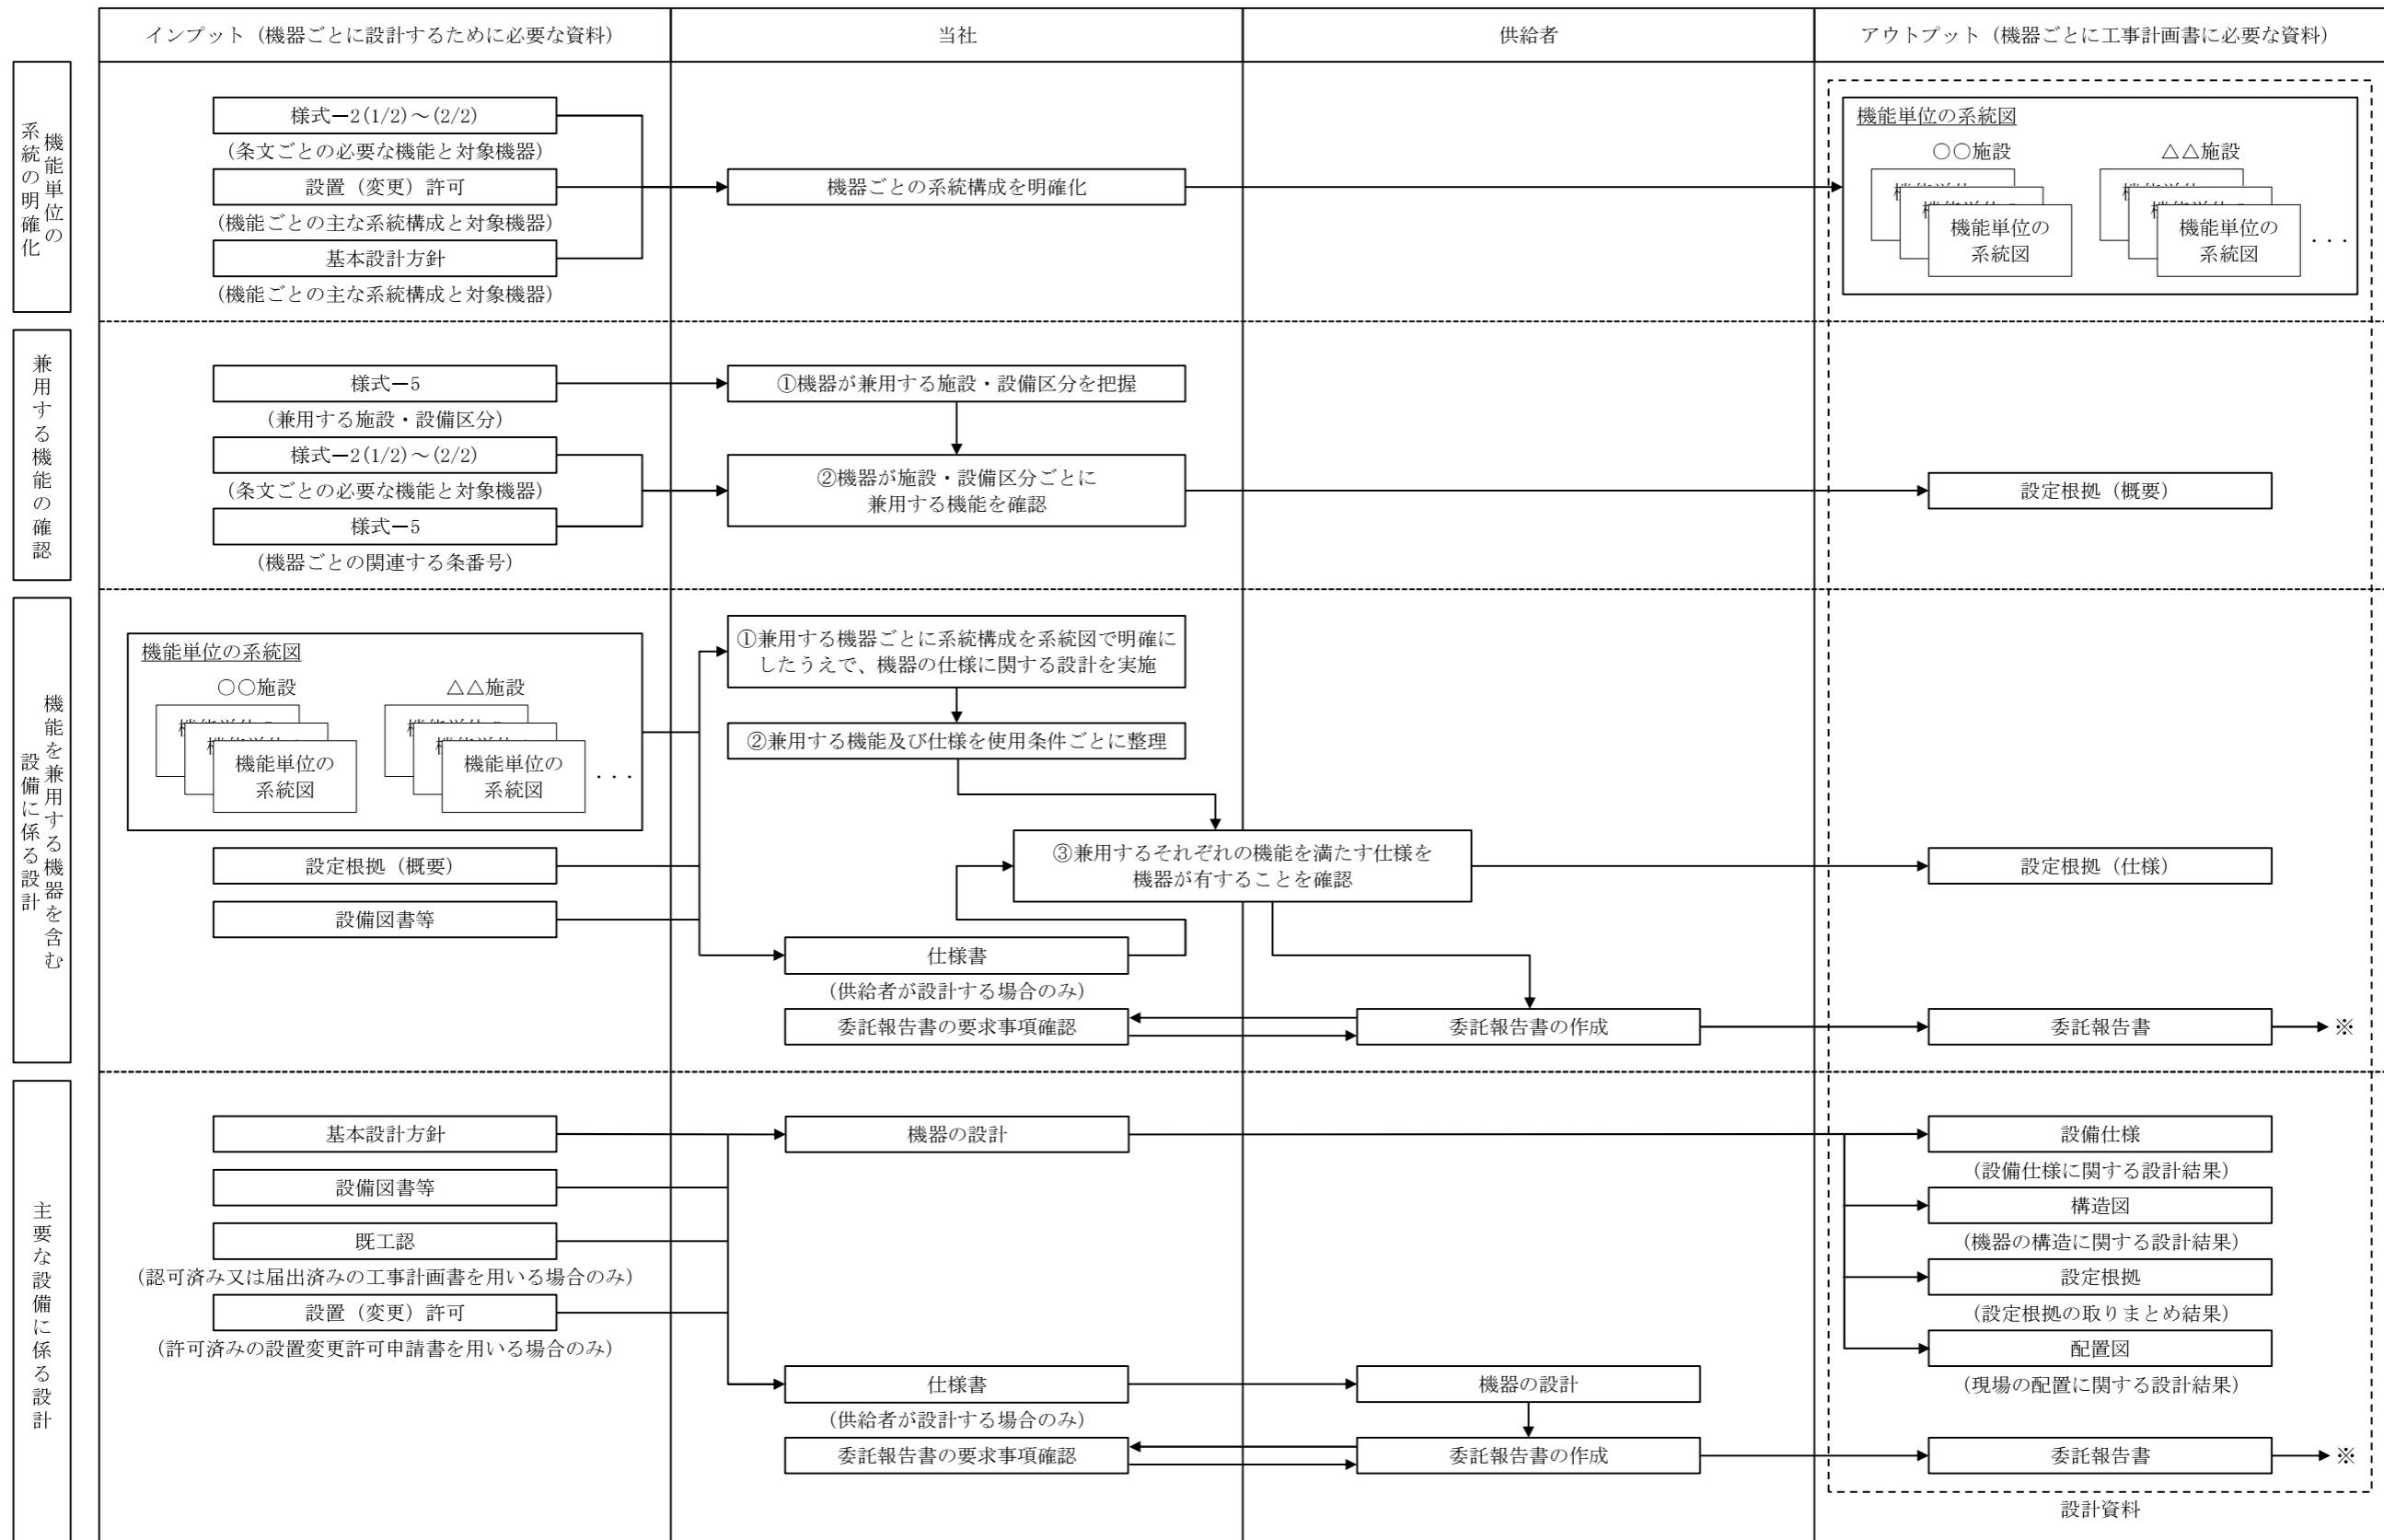 インプット（機器ごとに設計するために必要な資料）
当社
供給者
アウトプット（機器ごとに工事計画書に必要な資料）
機能単位の
系統の明確化
様式－2(1/2)～(2/2)
(条文ごとの必要な機能と対象機器)
設置（変更）許可
(機能ごとの主な系統構成と対象機器)
基本設計方針
(機能ごとの主な系統構成と対象機器)
機器ごとの系統構成を明確化
機能単位の系統図
○○施設
△△施設
機能単位の
系統図
機能単位の
系統図
・・・
兼用する機能の確認
様式－5
(兼用する施設・設備区分)
様式－2(1/2)～(2/2)
(条文ごとの必要な機能と対象機器)
様式－5
(機器ごとの関連する条番号)
①機器が兼用する施設・設備区分を把握
②機器が施設・設備区分ごとに
兼用する機能を確認
設定根拠（概要）
機能を兼用する機器を含む
設備に係る設計
機能単位の系統図
○○施設
△△施設
機能単位の
系統図
機能単位の
系統図
・・・
設定根拠（概要）
設備図書等
①兼用する機器ごとに系統構成を系統図で明確に
したうえで、機器の仕様に関する設計を実施
②兼用する機能及び仕様を使用条件ごとに整理
③兼用するそれぞれの機能を満たす仕様を
機器が有することを確認
設定根拠（仕様）
仕様書
(供給者が設計する場合のみ)
委託報告書の要求事項確認
委託報告書の作成
委託報告書
※
主要な設備に係る設計
基本設計方針
設備図書等
既工認
(認可済み又は届出済みの工事計画書を用いる場合のみ)
設置（変更）許可
(許可済みの設置変更許可申請書を用いる場合のみ)
機器の設計
設備仕様
(設備仕様に関する設計結果)
構造図
(機器の構造に関する設計結果)
設定根拠
(設定根拠の取りまとめ結果)
配置図
(現場の配置に関する設計結果)
仕様書
(供給者が設計する場合のみ)
機器の設計
委託報告書の要求事項確認
委託報告書の作成
委託報告書
※
設計資料